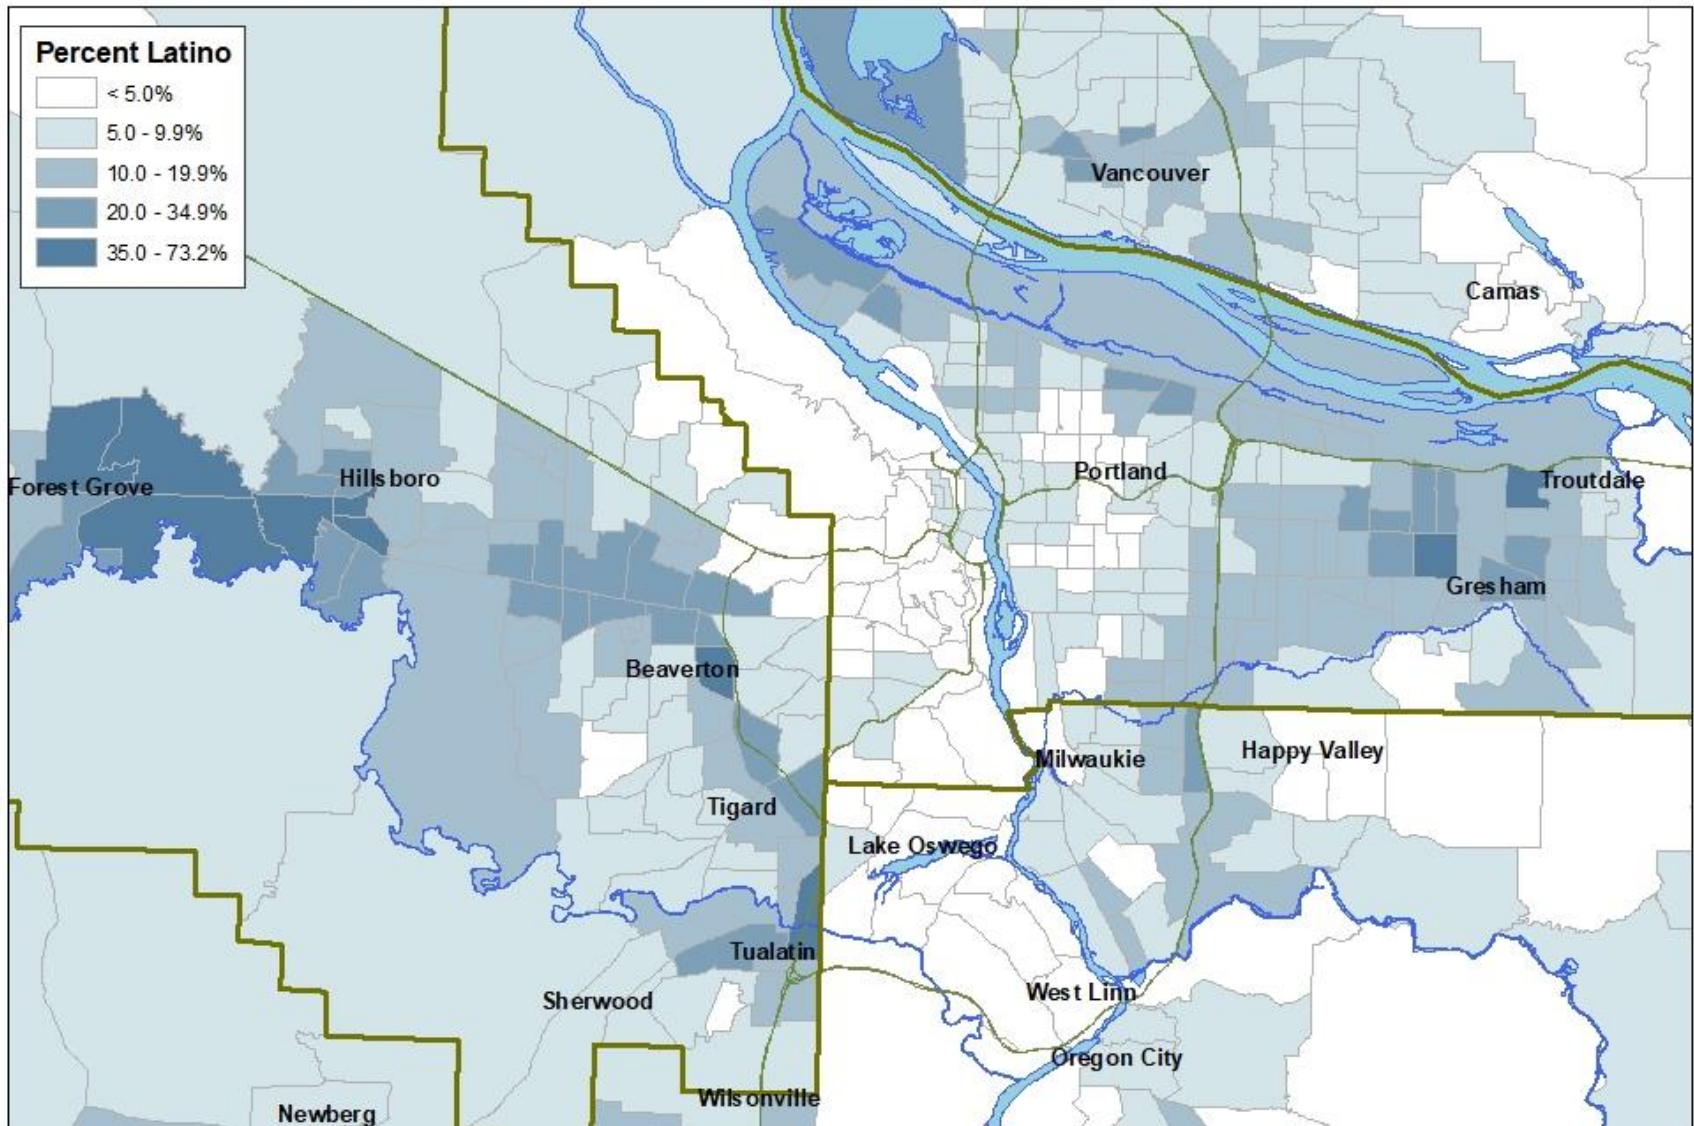 Percent Latino
< 5.0%
5.0 - 9.9%
10.0 - 19.9%
20.0 - 34.9%
35.0 - 73.2%
Vancouver
Camas
Portland
Hillsboro
Troutdale
Forest Grove
Gresham
Beaverton
Happy Valley
Milwaukie
Tigard
Lake Oswego
Tualatin
West Linn
Sherwood
Oregon City
Wilsonville
Newberg